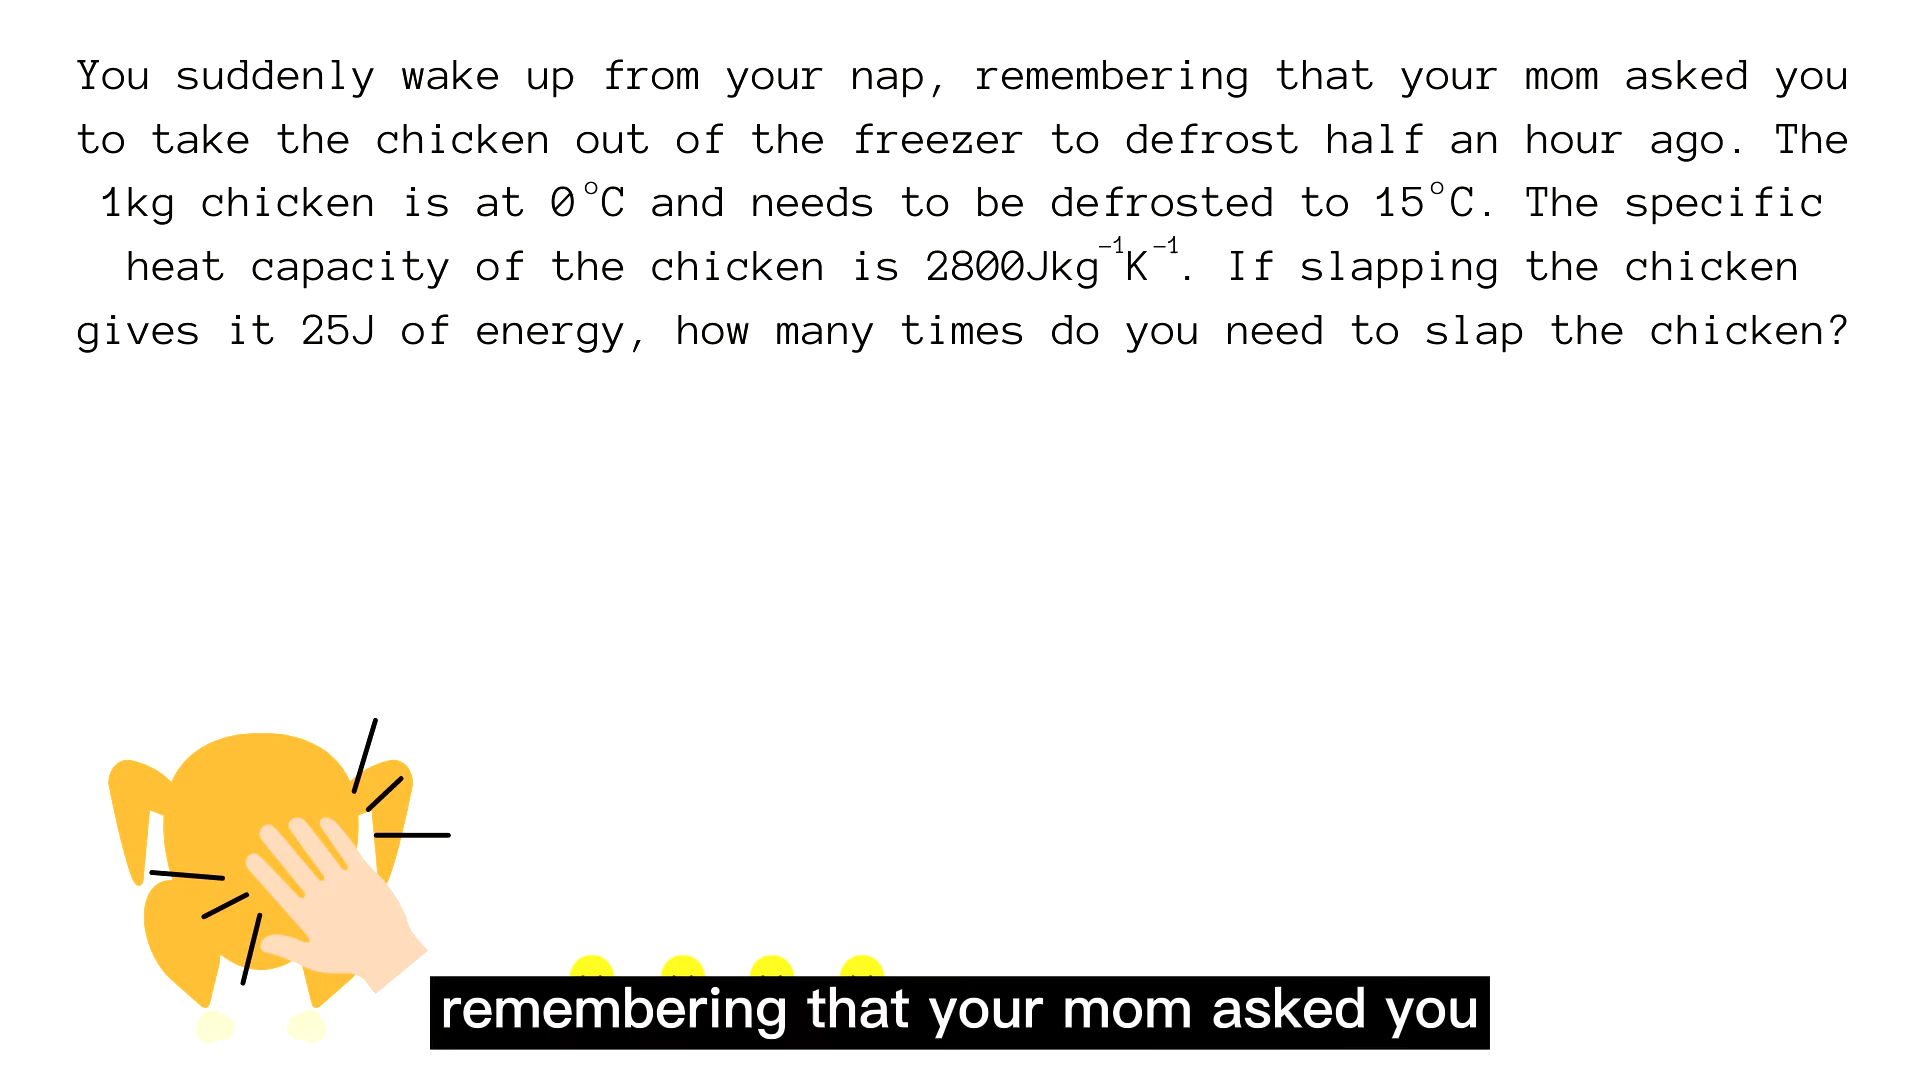 You suddenly wake up from your nap, remembering that your mom asked you
to take the chicken out of the freezer to defrost half an hour ago. The
1kg chicken is at 0°C and needs to be defrosted to 15°C. The specific
heat capacity of the chicken is 2800Jkg⁻¹K⁻¹. If slapping the chicken
gives it 25J of energy, how many times do you need to slap the chicken?
remembering that your mom asked you